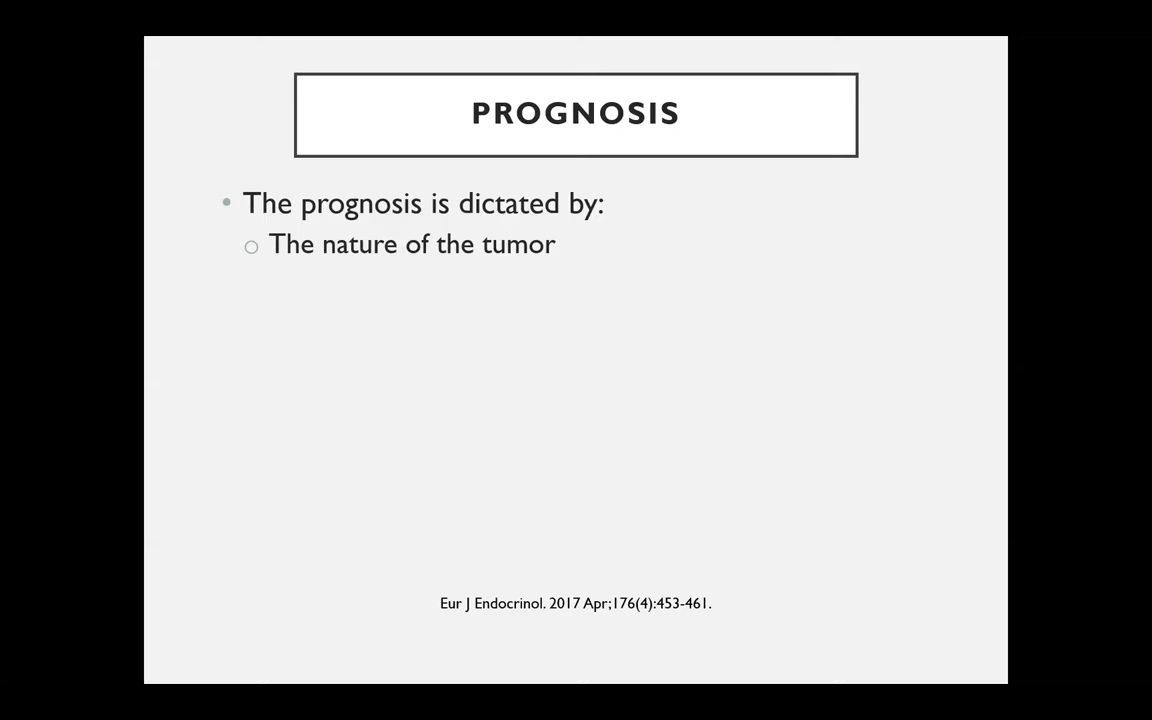 PROGNOSIS
• The prognosis is dictated by:
○ The nature of the tumor
Eur J Endocrinol. 2017 Apr;176(4):453-461.